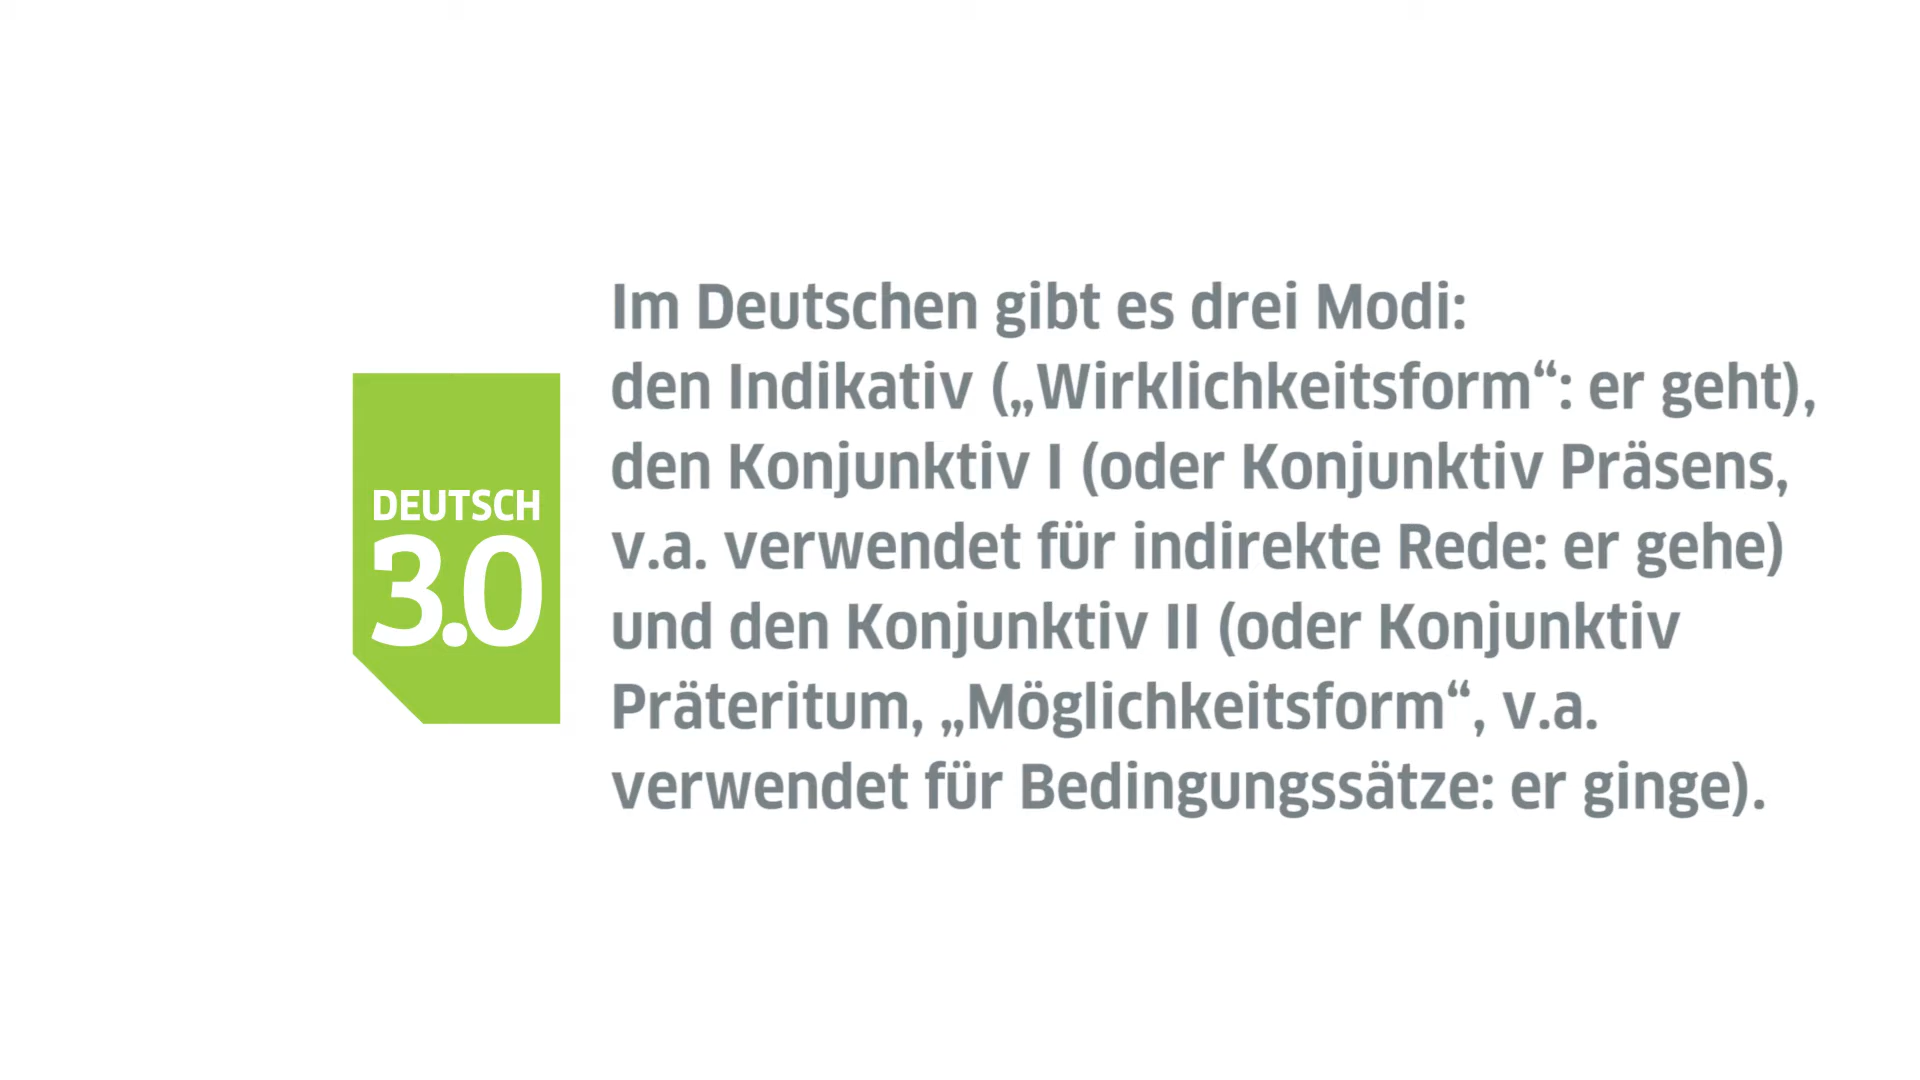 DEUTSCH
3.0
Im Deutschen gibt es drei Modi:
den Indikativ („Wirklichkeitsform“: er geht),
den Konjunktiv I (oder Konjunktiv Präsens,
v.a. verwendet für indirekte Rede: er gehe)
und den Konjunktiv II (oder Konjunktiv
Präteritum, „Möglichkeitsform“, v.a.
verwendet für Bedingungssätze: er ginge).